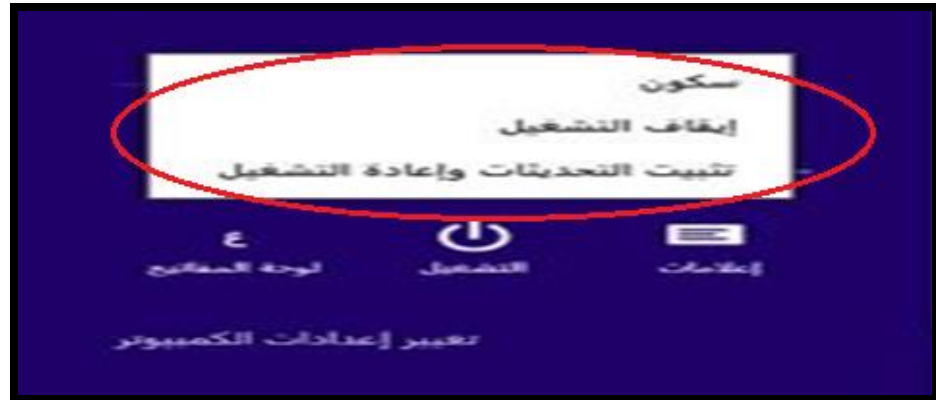 سكون
إيقاف التشغيل
تثبيت التحديثات وإعادة التشغيل
إعلامات
التشغيل
ع
لوحة المفاتيح
تغيير إعدادات الكمبيوتر